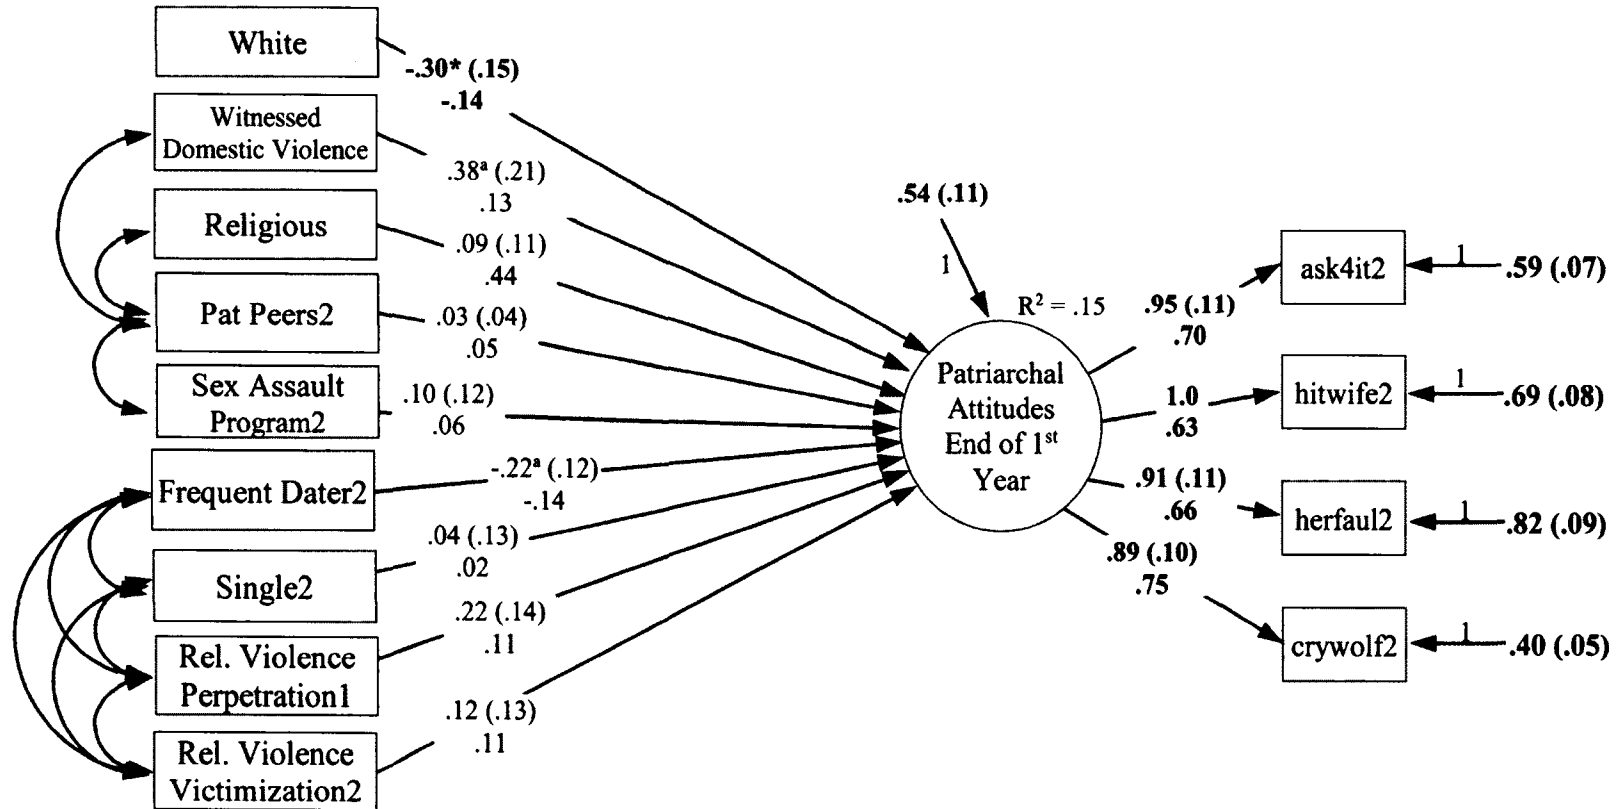 White
-.30* (.15)
-.14
Witnessed
Domestic Violence
.38ª (.21)
.13
Religious
.09 (.11)
.44
Pat Peers2
.03 (.04)
.05
Sex Assault
Program2
.10 (.12)
.06
Frequent Dater2
-.22ª (.12)
-.14
Single2
.04 (.13)
.02
Rel. Violence
Perpetration1
.22 (.14)
.11
Rel. Violence
Victimization2
.12 (.13)
.11
.54 (.11)
1
R² = .15
Patriarchal
Attitudes
End of 1st
Year
.95 (.11)
.70
1.0
.63
.91 (.11)
.66
.89 (.10)
.75
ask4it2
1
.59 (.07)
hitwife2
1
.69 (.08)
herfaul2
1
.82 (.09)
crywolf2
1
.40 (.05)